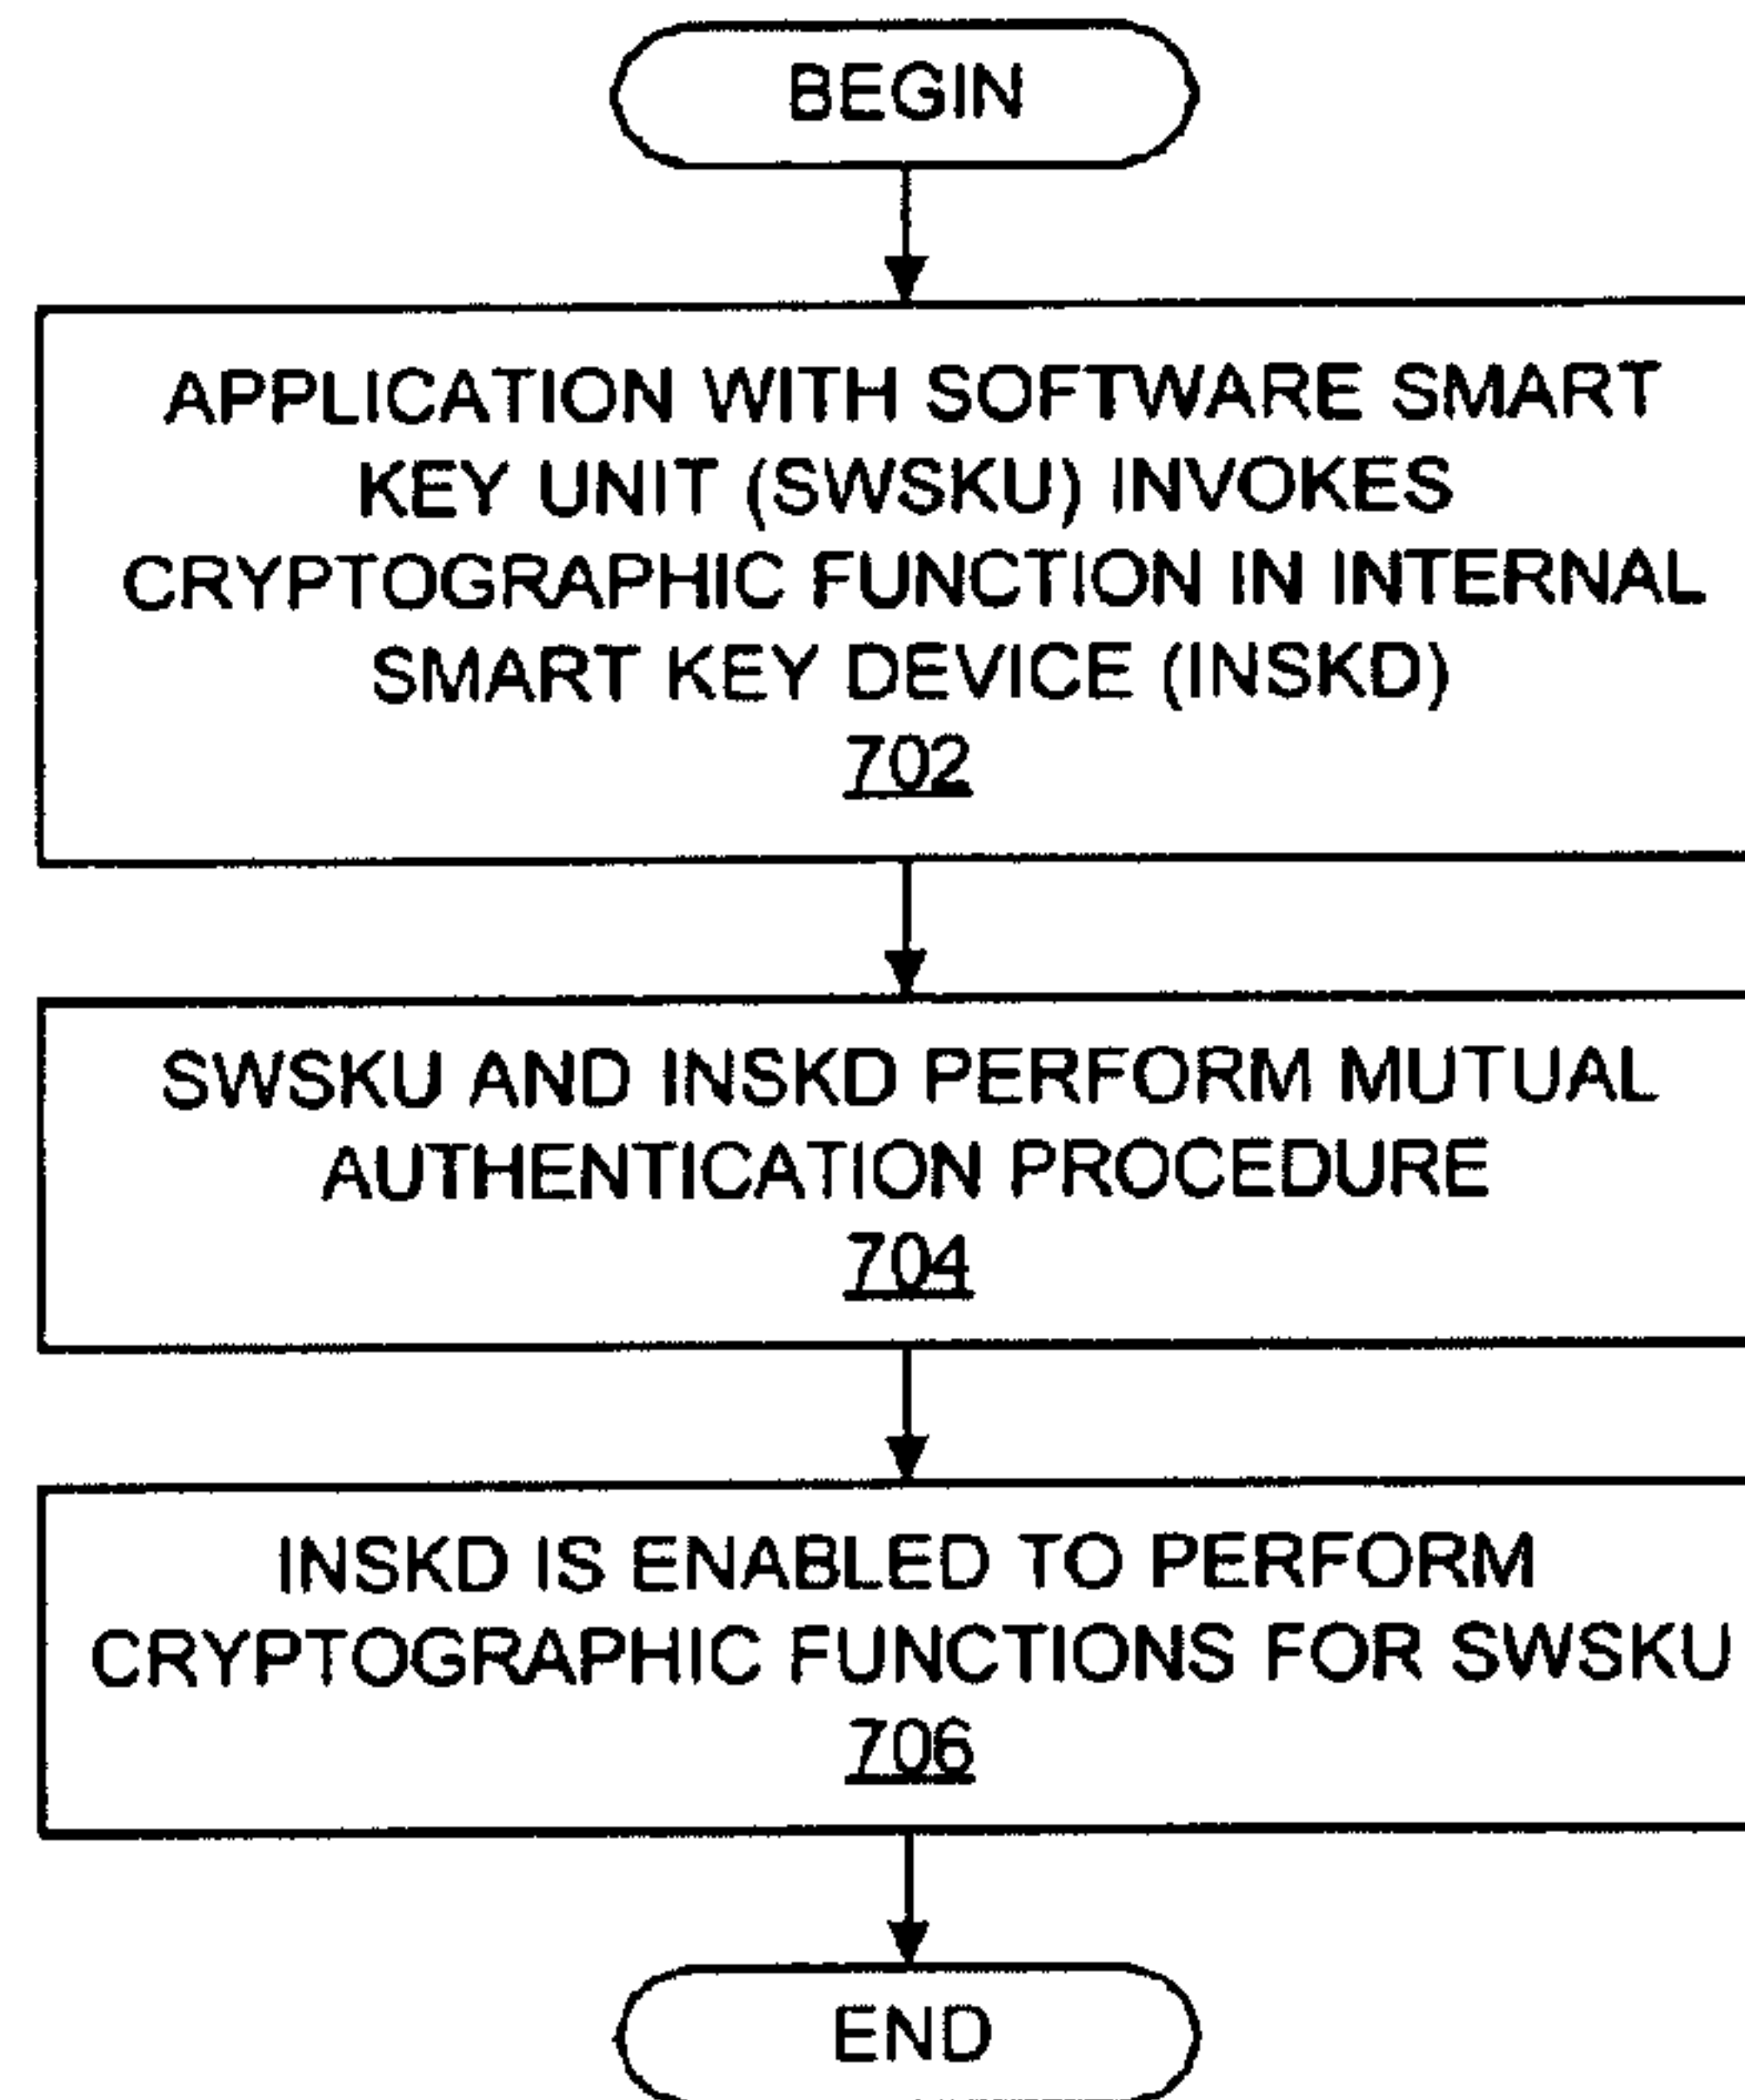 BEGIN
APPLICATION WITH SOFTWARE SMART
KEY UNIT (SWSKU) INVOKES
CRYPTOGRAPHIC FUNCTION IN INTERNAL
SMART KEY DEVICE (INSKD)
702
SWSKU AND INSKD PERFORM MUTUAL
AUTHENTICATION PROCEDURE
704
INSKD IS ENABLED TO PERFORM
CRYPTOGRAPHIC FUNCTIONS FOR SWSKU
706
END